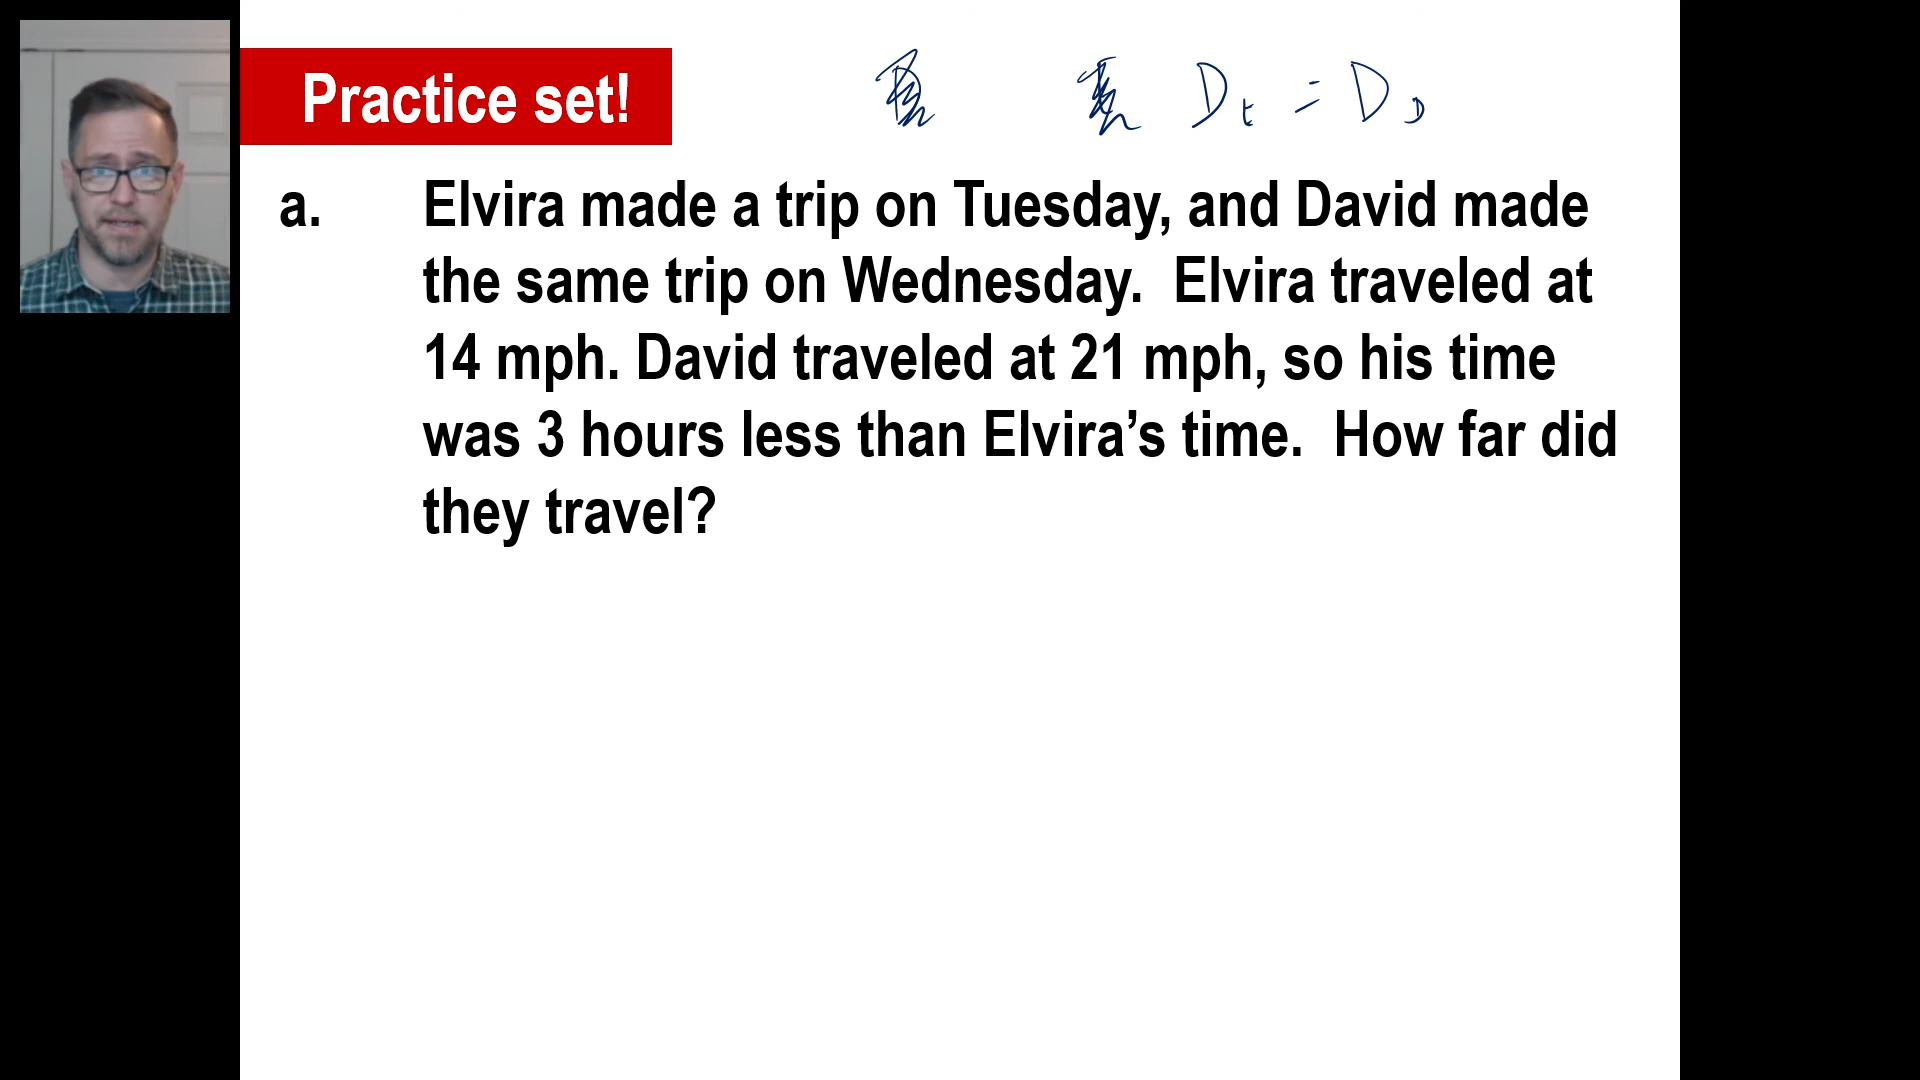 Practice set!
D_E = D_D
a. Elvira made a trip on Tuesday, and David made
the same trip on Wednesday. Elvira traveled at
14 mph. David traveled at 21 mph, so his time
was 3 hours less than Elvira’s time. How far did
they travel?